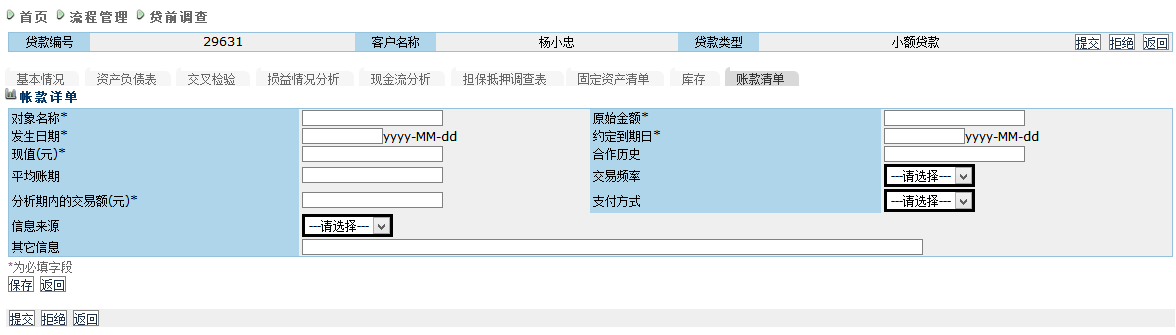 首页 流程管理 贷前调查
贷款编号 29631 客户名称 杨小忠 贷款类型 小额贷款 提交 拒绝 返回
基本情况 资产负债表 交叉检验 损益情况分析 现金流分析 担保抵押调查表 固定资产清单 库存 账款清单
帐款详单
对象名称* 原始金额*
发生日期* yyyy-MM-dd 约定到期日* yyyy-MM-dd
现值(元)* 合作历史
平均账期 交易频率 ---请选择---
分析期内的交易额(元)* 支付方式 ---请选择---
信息来源 ---请选择---
其它信息
*为必填字段
保存 返回
提交 拒绝 返回